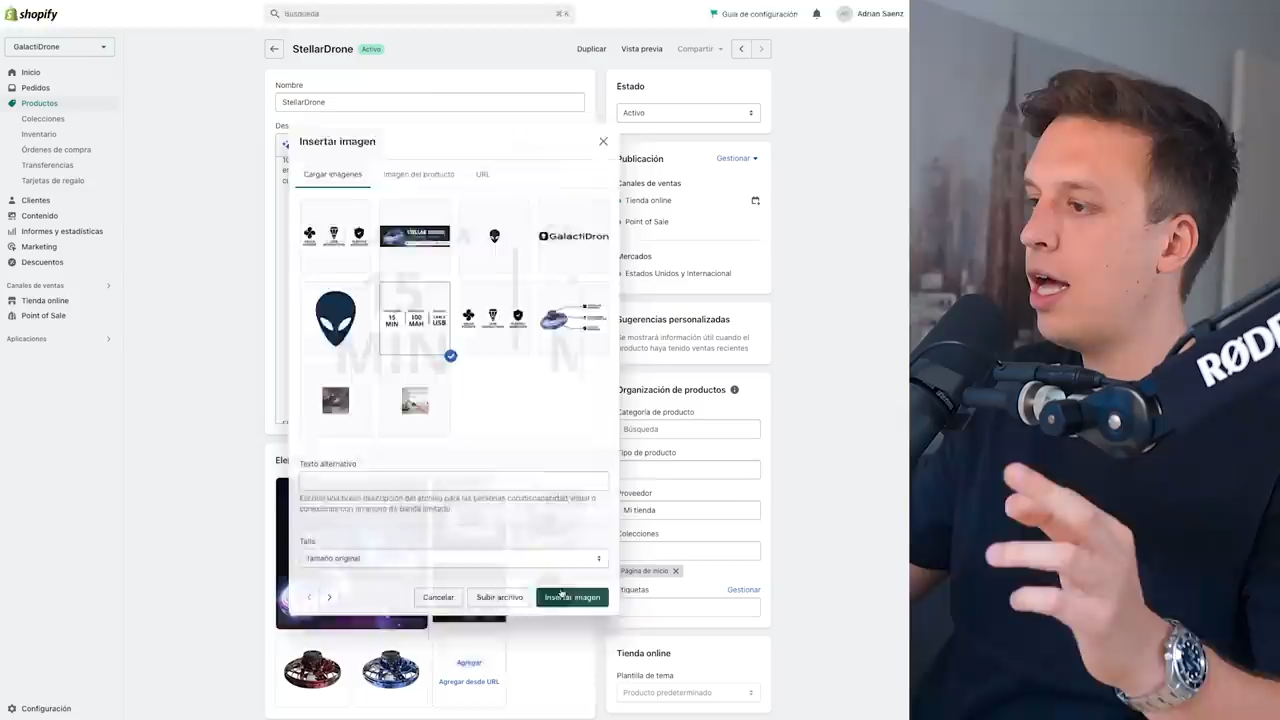 shopify
Búsqueda
⌘ K
Guía de configuración
Adrian Saenz
GalactiDrone
Inicio
Pedidos
Productos
Colecciones
Inventario
Órdenes de compra
Transferencias
Tarjetas de regalo
Clientes
Contenido
Informes y estadísticas
Marketing
Descuentos
Canales de ventas
Tienda online
Point of Sale
Aplicaciones
Configuración
StellarDrone
Activo
Duplicar
Vista previa
Compartir
Nombre
StellarDrone
Des
Insertar imagen
Cargar imágenes
Imagen del producto
URL
STELLAR
GalactiDron
15 MIN
100 MAH
USB
15 MIN
Texto alternativo
Talla
Tamaño original
Cancelar
Subir archivo
Insertar imagen
Ele
Agregar
Agregar desde URL
Estado
Activo
Publicación
Gestionar
Canales de ventas
Tienda online
Point of Sale
Mercados
Estados Unidos y Internacional
Sugerencias personalizadas
Se mostrará información útil cuando el
producto haya tenido ventas recientes
Organización de productos
Categoría de producto
Búsqueda
Tipo de producto
Proveedor
Mi tienda
Colecciones
Página de inicio
Etiquetas
Gestionar
Tienda online
Plantilla de tema
Producto predeterminado
RØDE